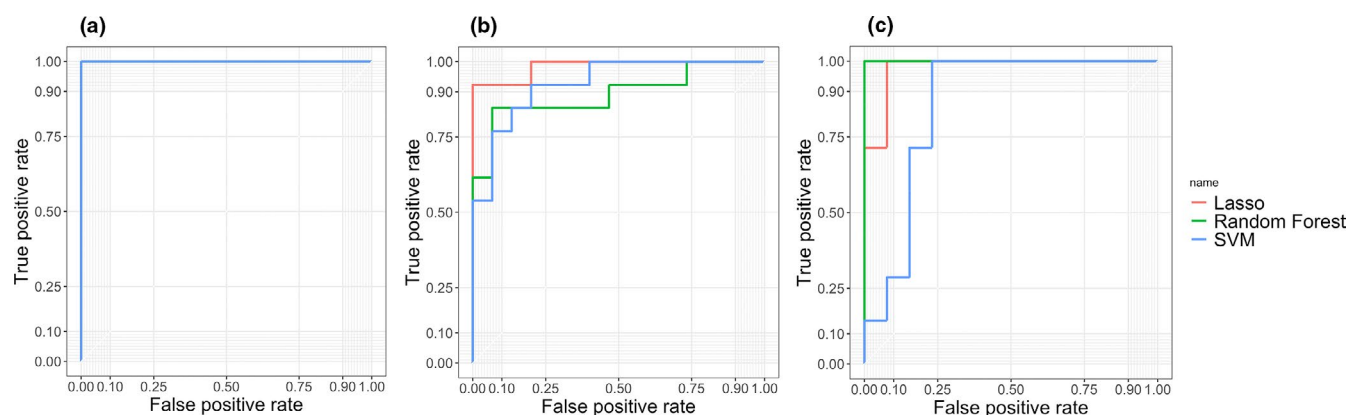 (a)
1.00
0.90
0.75
0.50
0.25
0.10
0.00
True positive rate
0.00 0.10 0.25 0.50 0.75 0.90 1.00
False positive rate
(b)
1.00
0.90
0.75
0.50
0.25
0.10
0.00
True positive rate
0.00 0.10 0.25 0.50 0.75 0.90 1.00
False positive rate
(c)
1.00
0.90
0.75
0.50
0.25
0.10
0.00
True positive rate
0.00 0.10 0.25 0.50 0.75 0.90 1.00
False positive rate
name
Lasso
Random Forest
SVM